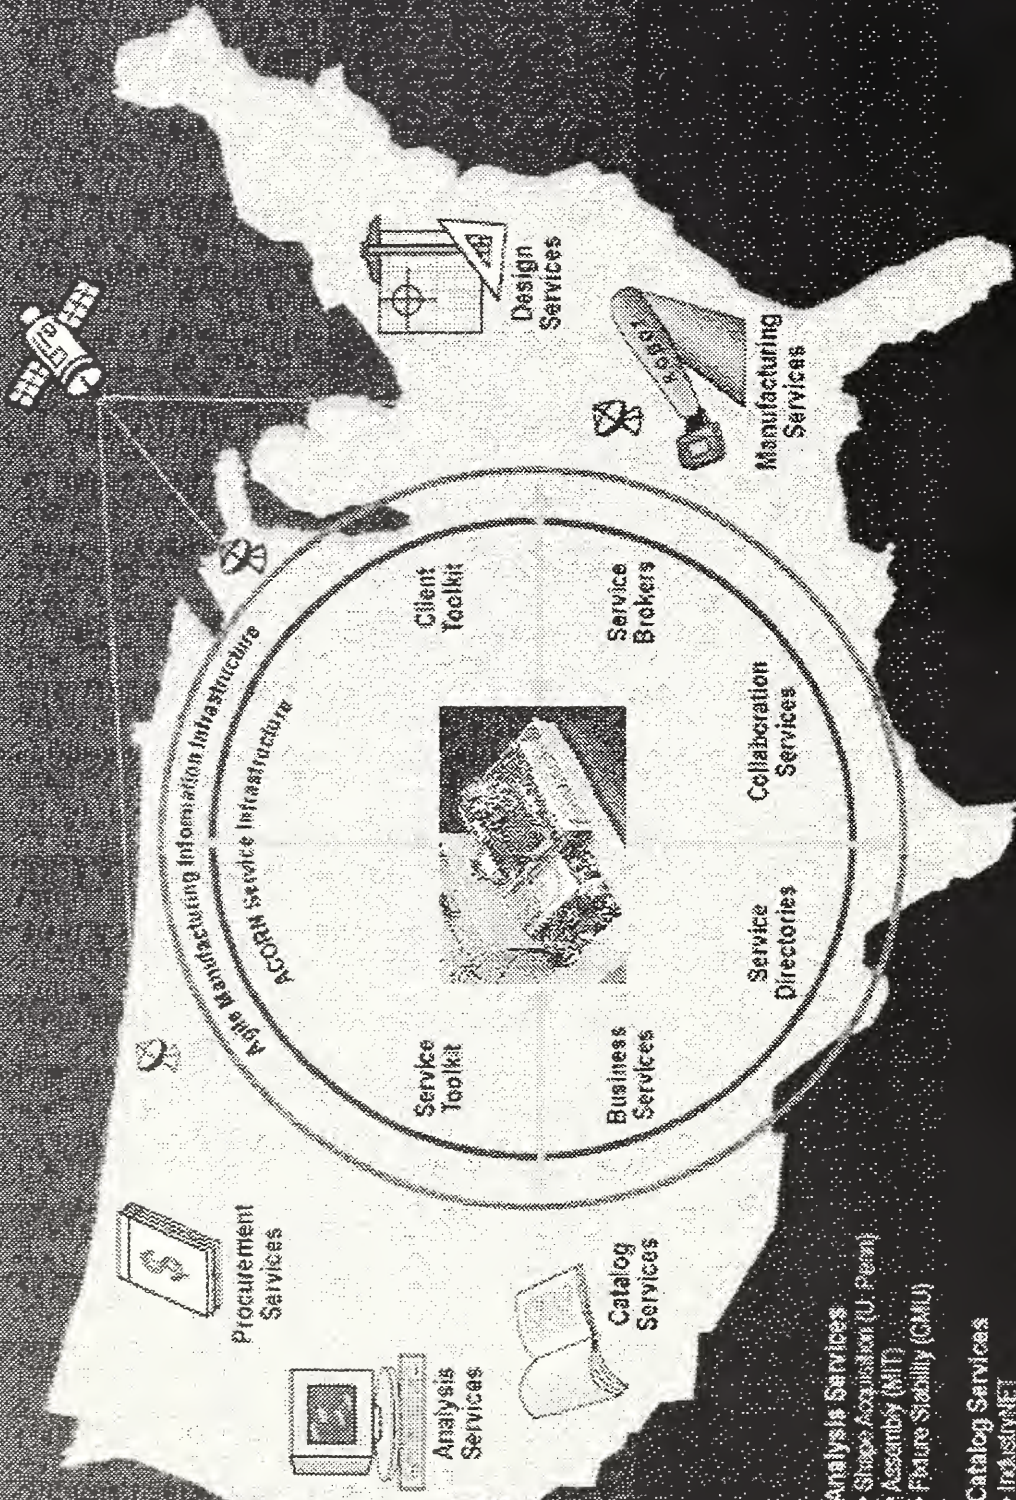 Agile Manufacturing Information Infrastructure
ACORN Service Infrastructure
Procurement
Services
Analysis
Services
Catalog
Services
Service
Toolkit
Client
Toolkit
Business
Services
Service
Brokers
Service
Directories
Collaboration
Services
Design
Services
ROBOT
Manufacturing
Services
$
Analysis Services
Shape Acquisition (U. Penn)
Assembly (MIT)
Fixture Stability (CMU)
Catalog Services
IndustryNET